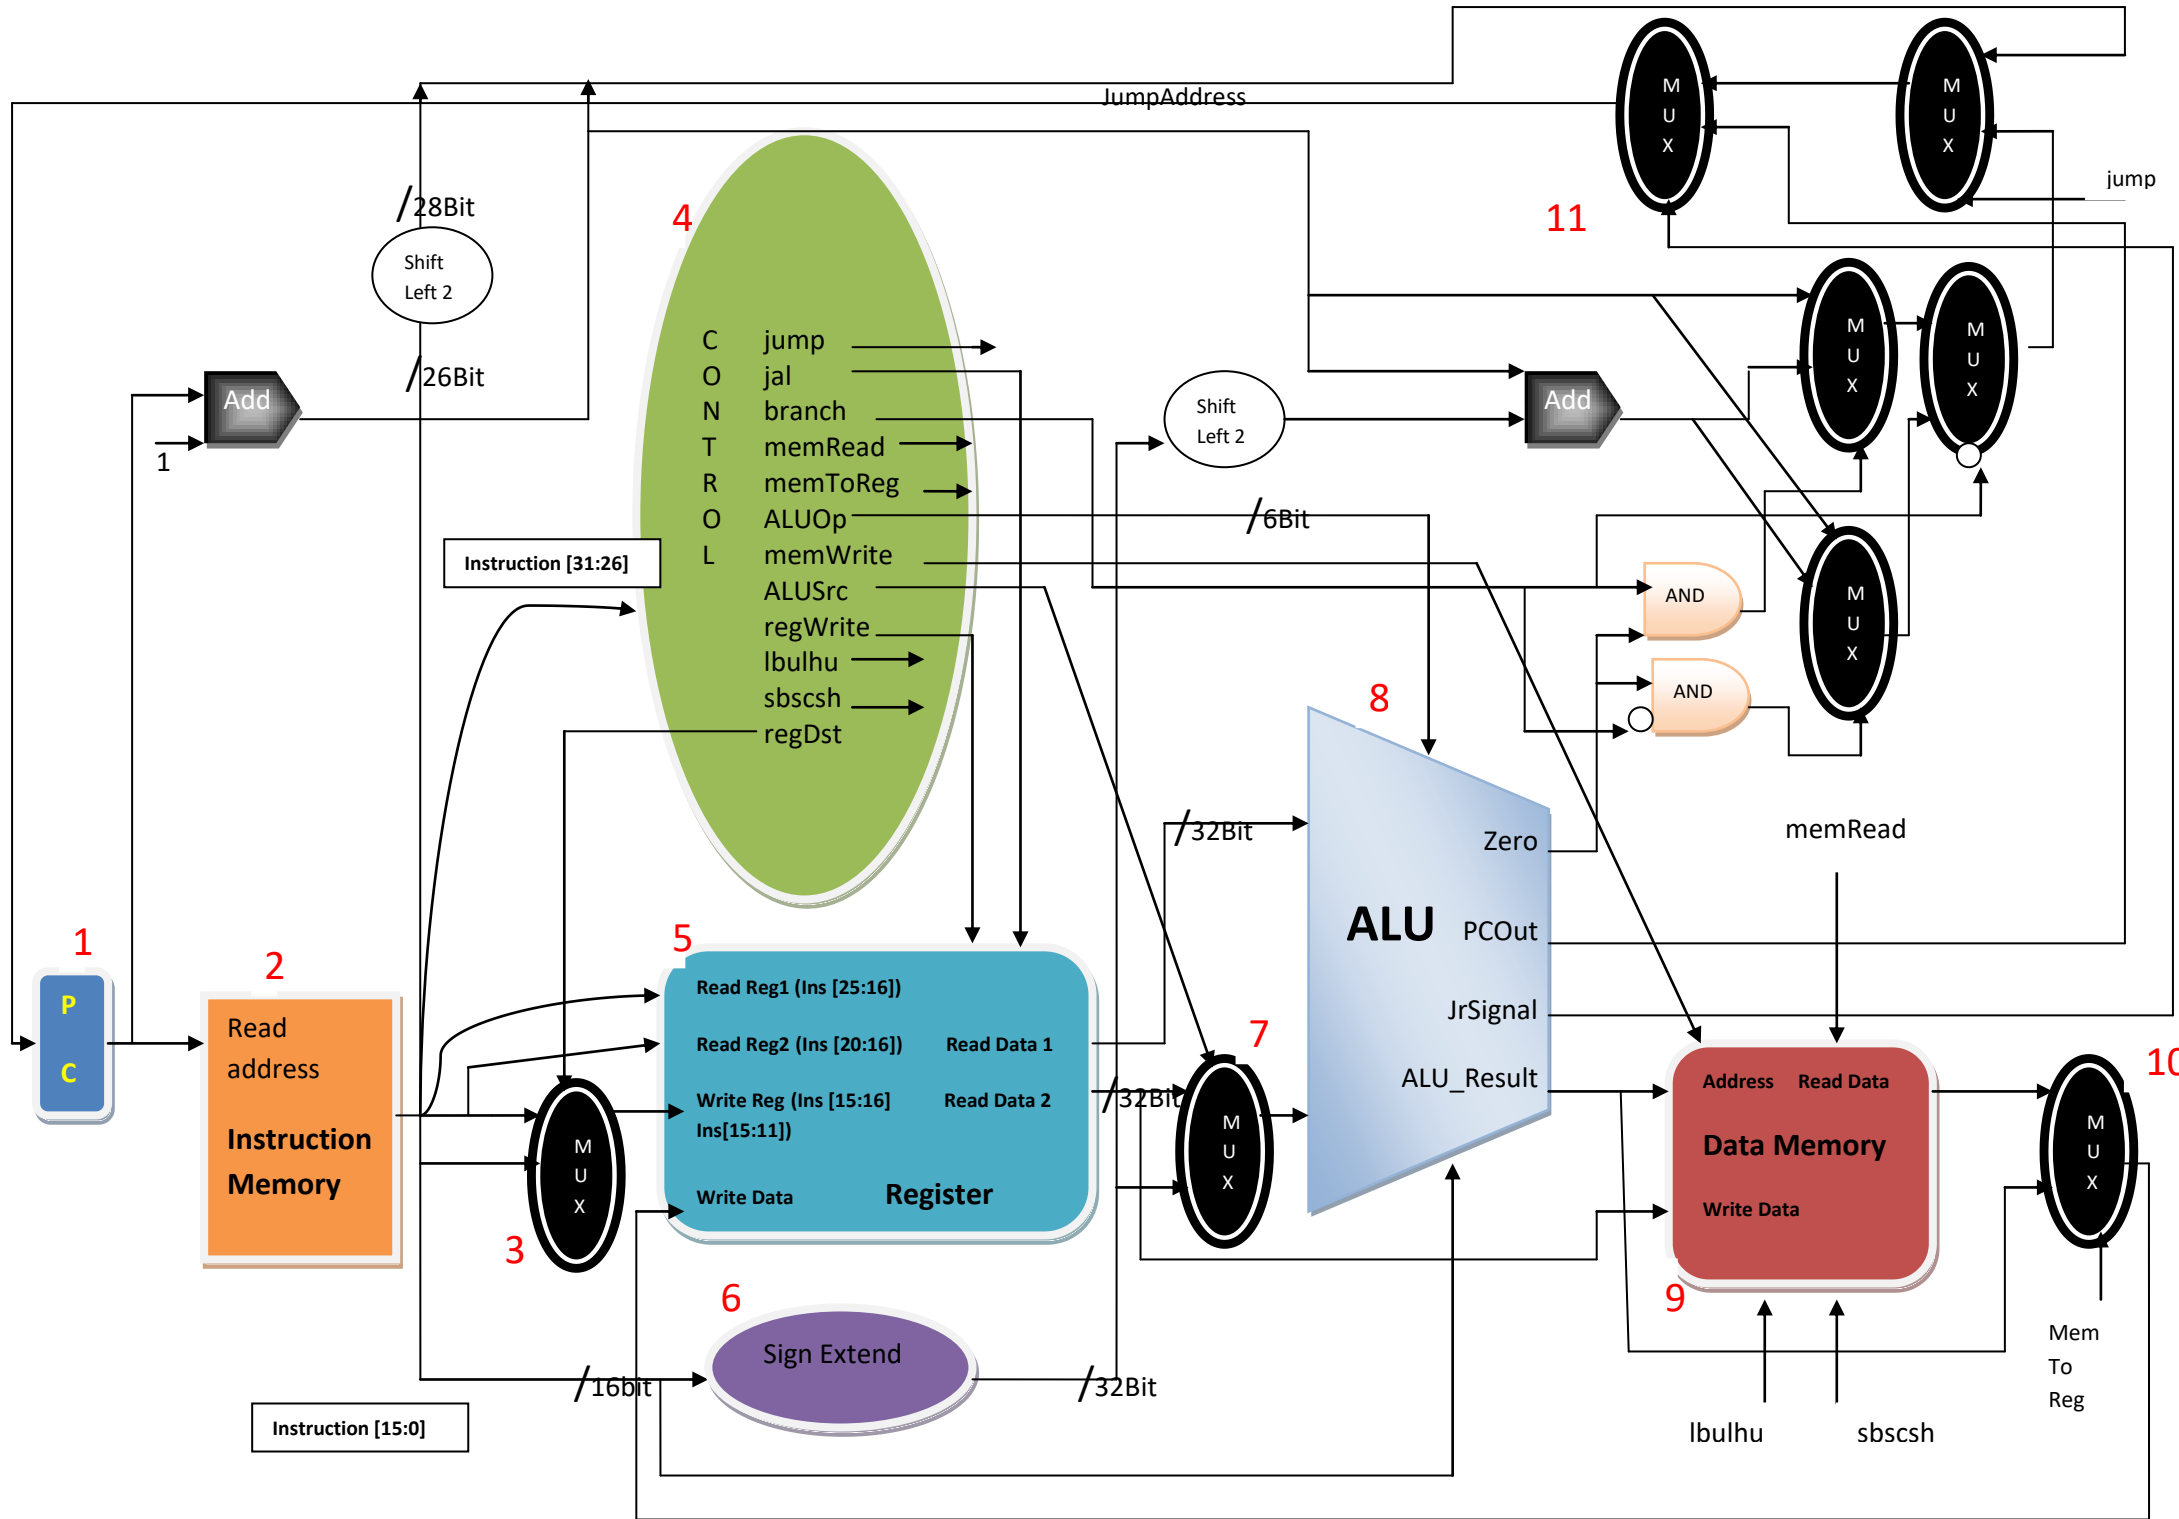 JumpAddress
M
U
X
M
U
X
jump
11
/28Bit
Shift
Left 2
/26Bit
Add
1
4
C jump
O jal
N branch
T memRead
R memToReg
O ALUOp
L memWrite
ALUSrc
regWrite
lbulhu
sbscsh
regDst
Instruction [31:26]
Shift
Left 2
Add
M
U
X
M
U
X
/6Bit
AND
AND
M
U
X
8
/32Bit
Zero
ALU
PCOut
JrSignal
ALU_Result
memRead
1
P
C
2
Read
address
Instruction
Memory
3
M
U
X
5
Read Reg1 (Ins [25:16])
Read Reg2 (Ins [20:16]) Read Data 1
Write Reg (Ins [15:16] Read Data 2
Ins[15:11])
Write Data Register
/32Bit
7
M
U
X
Address Read Data
Data Memory
Write Data
9
10
M
U
X
Mem
To
Reg
lbulhu
sbscsh
6
Sign Extend
/16bit
/32Bit
Instruction [15:0]